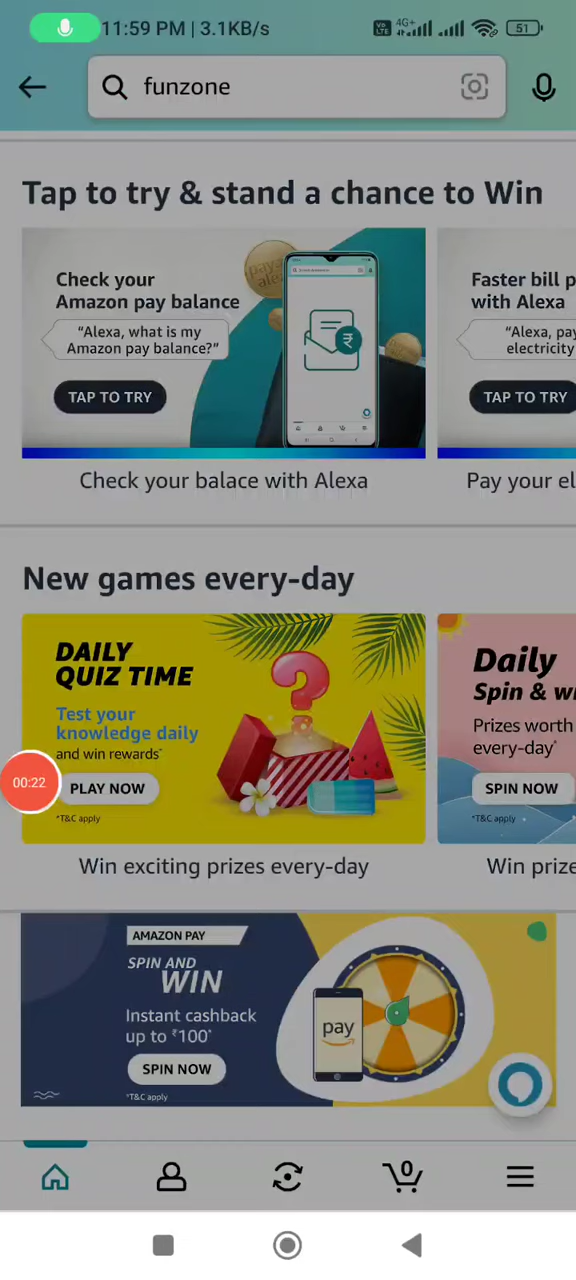 11:59 PM | 3.1KB/s
Vo LTE 4G+ 51
funzone
Tap to try & stand a chance to Win
Check your
Amazon pay balance
"Alexa, what is my
Amazon pay balance?"
TAP TO TRY
Faster bill p
with Alexa
"Alexa, pay
electricity
TAP TO TRY
Check your balace with Alexa
Pay your el
New games every-day
DAILY
QUIZ TIME
Test your
knowledge daily
and win rewards*
PLAY NOW
*T&C apply
Daily
Spin & wi
Prizes worth
every-day*
SPIN NOW
*T&C apply
00:22
Win exciting prizes every-day
Win prize
AMAZON PAY
SPIN AND
WIN
Instant cashback
up to ₹100*
SPIN NOW
*T&C apply
pay
0